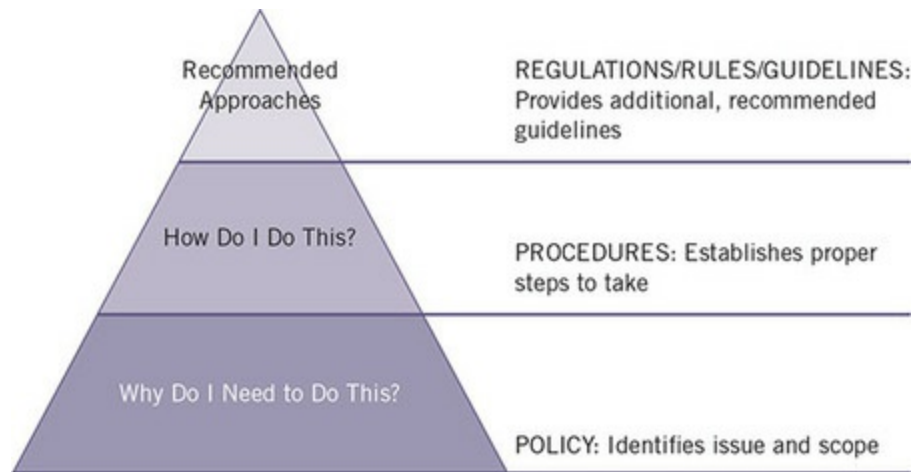 Recommended
Approaches
REGULATIONS/RULES/GUIDELINES:
Provides additional, recommended
guidelines
How Do I Do This?
PROCEDURES: Establishes proper
steps to take
Why Do I Need to Do This?
POLICY: Identifies issue and scope